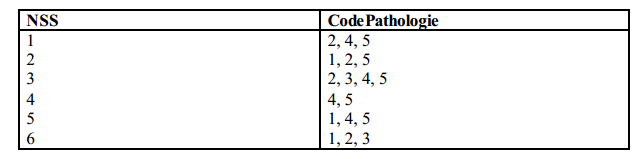 NSS CodePathologie
1 2, 4, 5
2 1, 2, 5
3 2, 3, 4, 5
4 4, 5
5 1, 4, 5
6 1, 2, 3